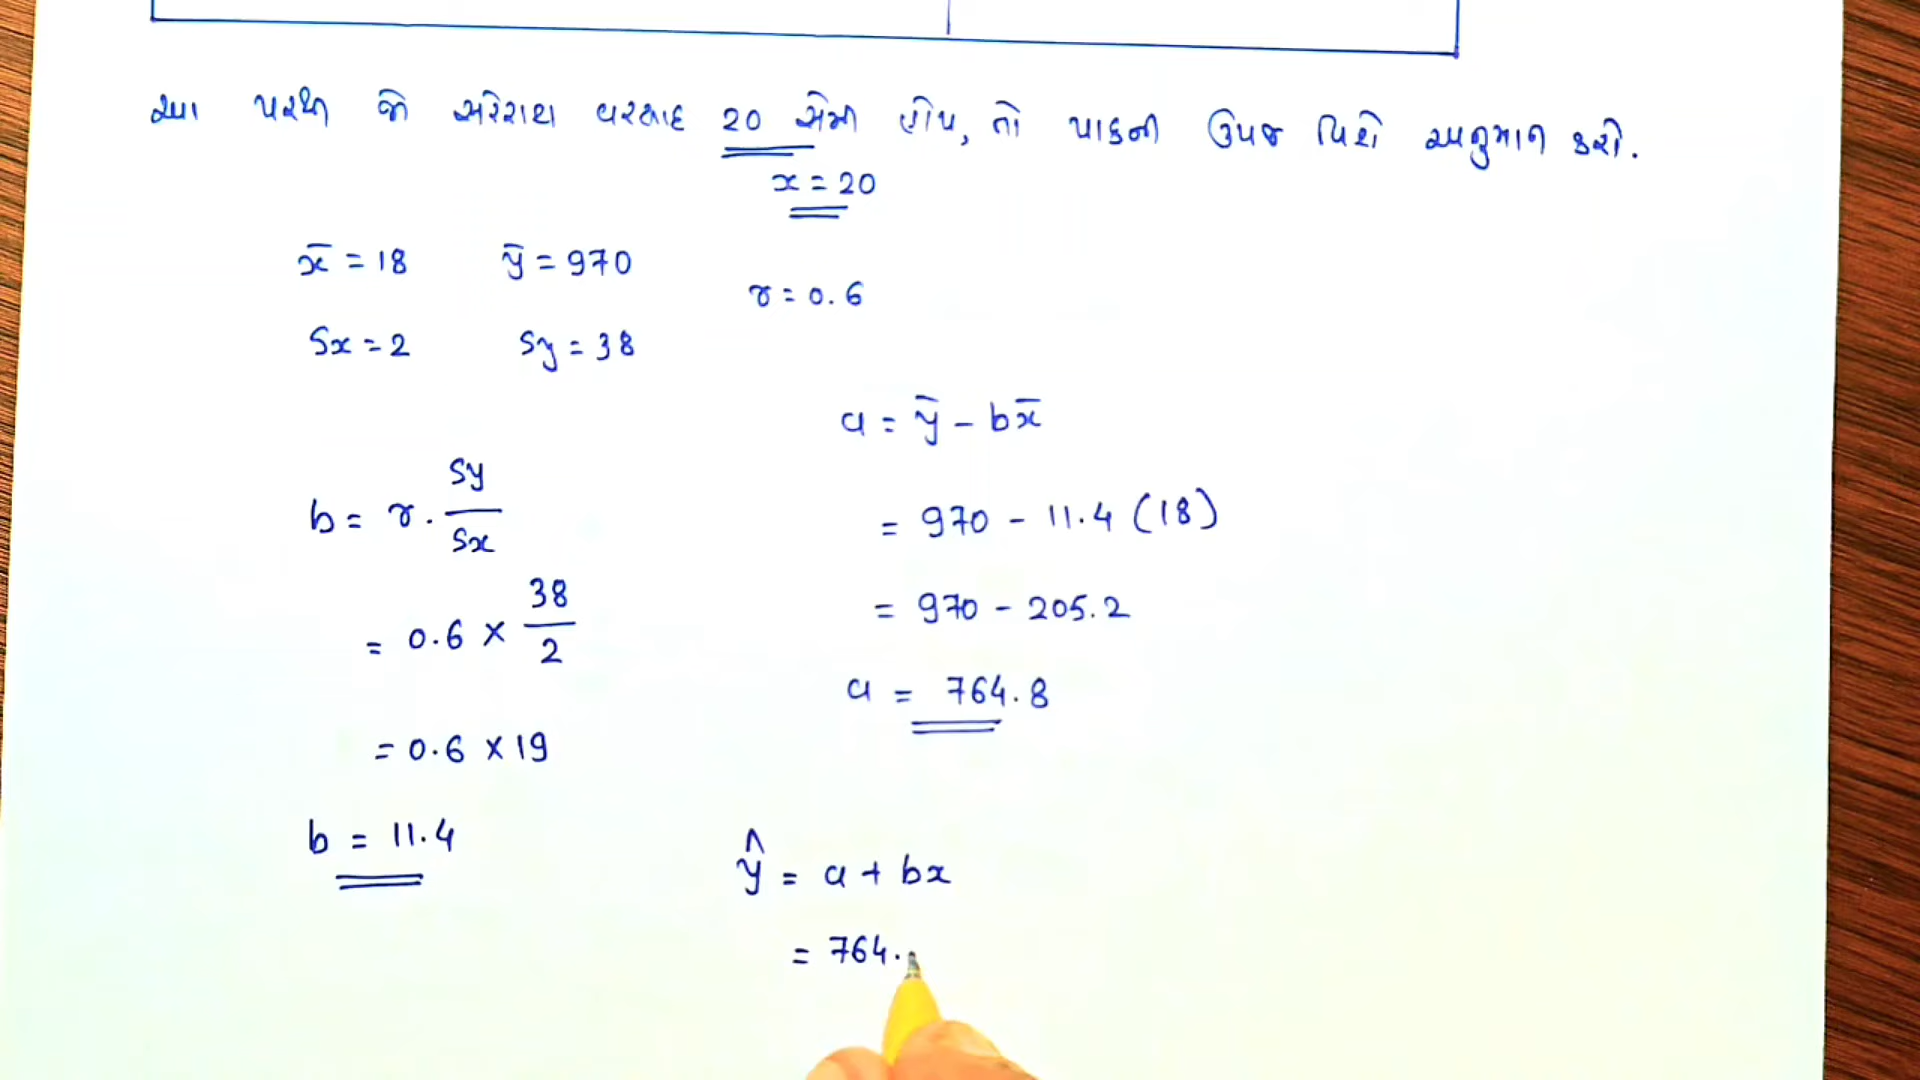 આ પરથી જો સરેરાશ વરસાદ 20 સેમી હોય, તો પાકની ઉપજ વિશે અનુમાન કરો.
x = 20
x̄ = 18 ȳ = 970
r = 0.6
Sx = 2 Sy = 38
a = ȳ - bx̄
b = r · Sy/Sx
= 970 - 11.4 (18)
= 0.6 × 38/2
= 970 - 205.2
a = 764.8
= 0.6 × 19
b = 11.4
ŷ = a + bx
= 764.